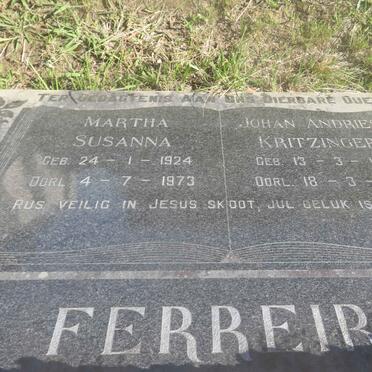 TER GEDAGTENIS AAN ONS DIERBARE OUE
MARTHA
SUSANNA
GEB. 24 - 1 - 1924
OORL. 4 - 7 - 1973
JOHAN ANDRIE
KRITZINGER
GEB. 13 - 3 -
OORL. 18 - 3 -
RUS VEILIG IN JESUS SKOOT, JUL GELUK IS
FERREIR